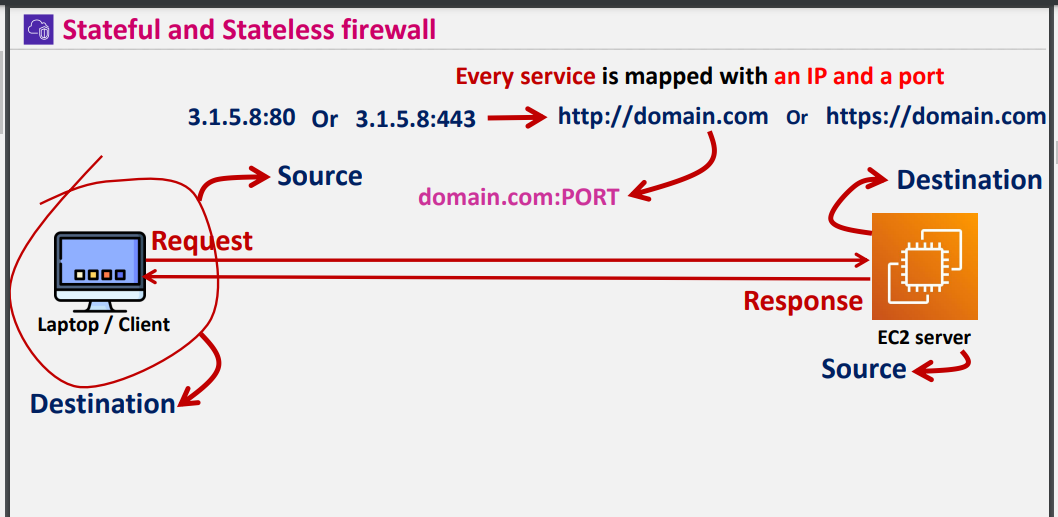 Stateful and Stateless firewall
Every service is mapped with an IP and a port
3.1.5.8:80 Or 3.1.5.8:443 http://domain.com Or https://domain.com
Source
domain.com:PORT
Destination
Request
Response
Laptop / Client
EC2 server
Source
Destination